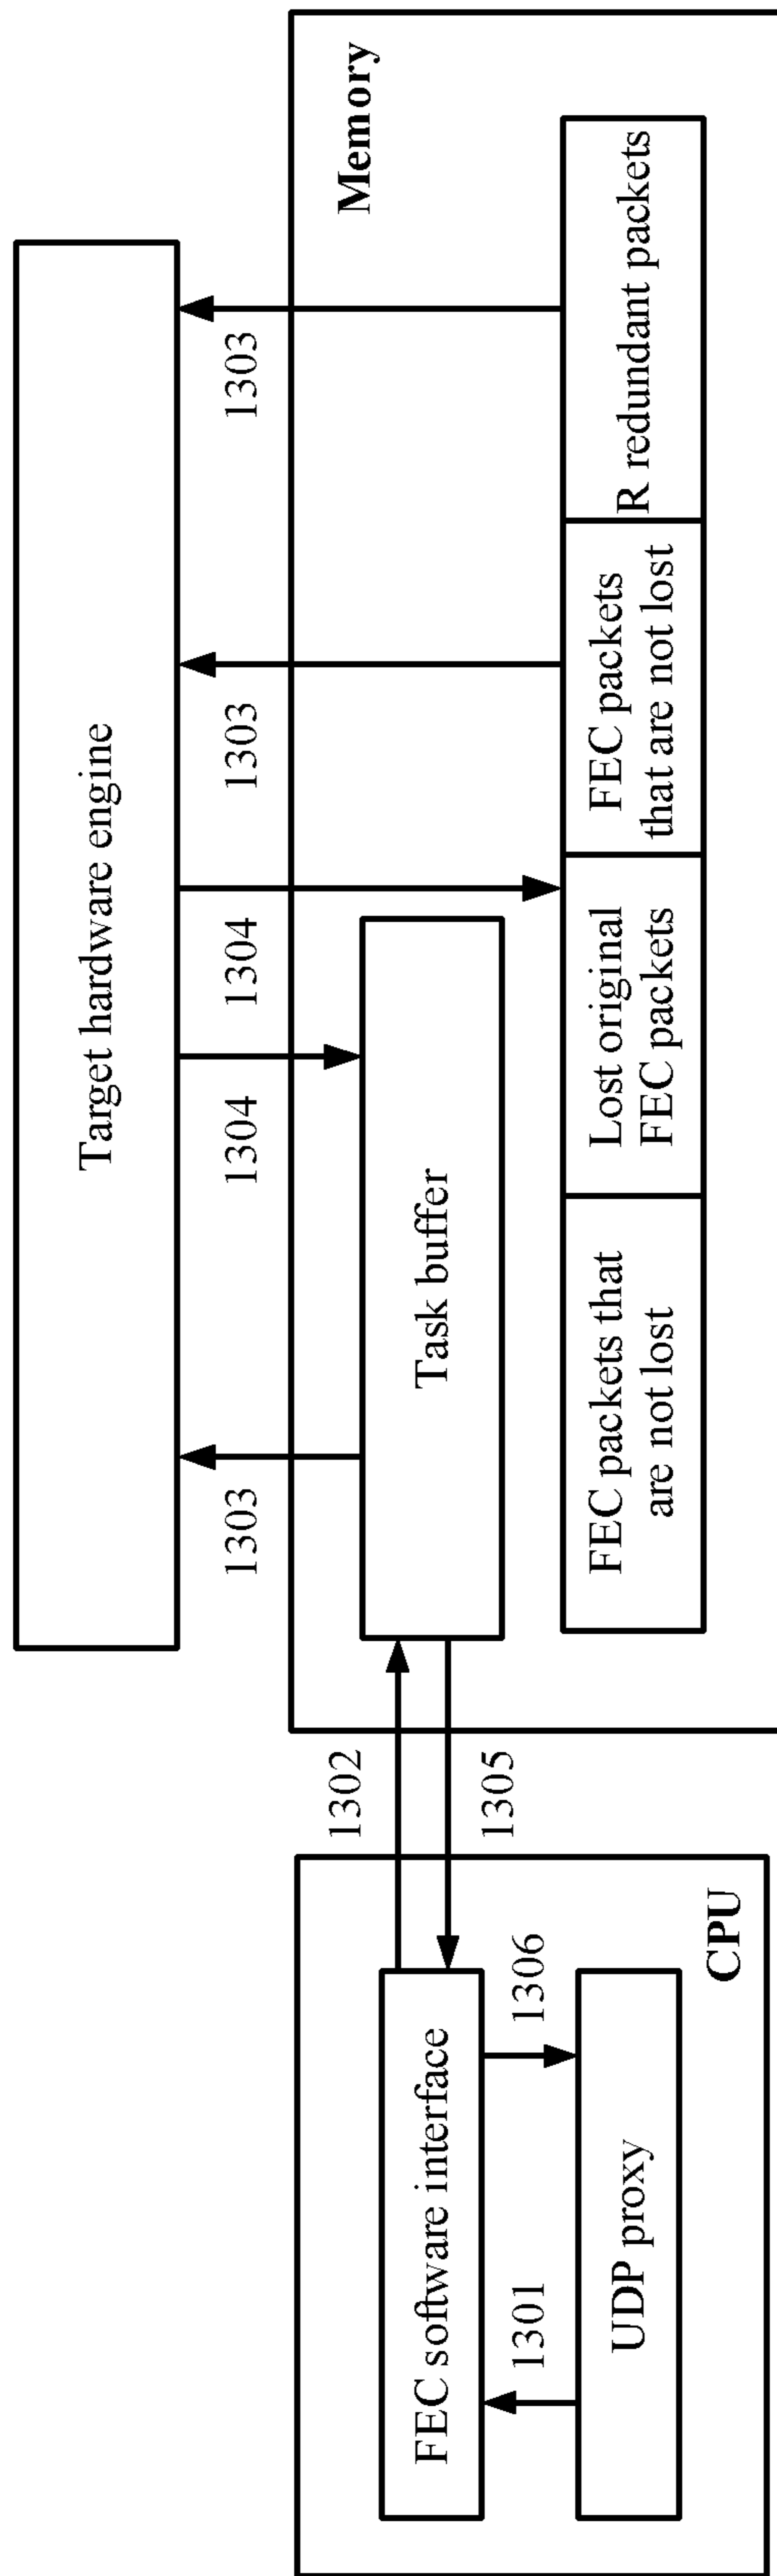 Target hardware engine
1303
1304
1304
1303
1303
Memory
Task buffer
FEC packets that
are not lost
Lost original
FEC packets
FEC packets
that are not lost
R redundant packets
1302
1305
FEC software interface
1301
1306
UDP proxy
CPU